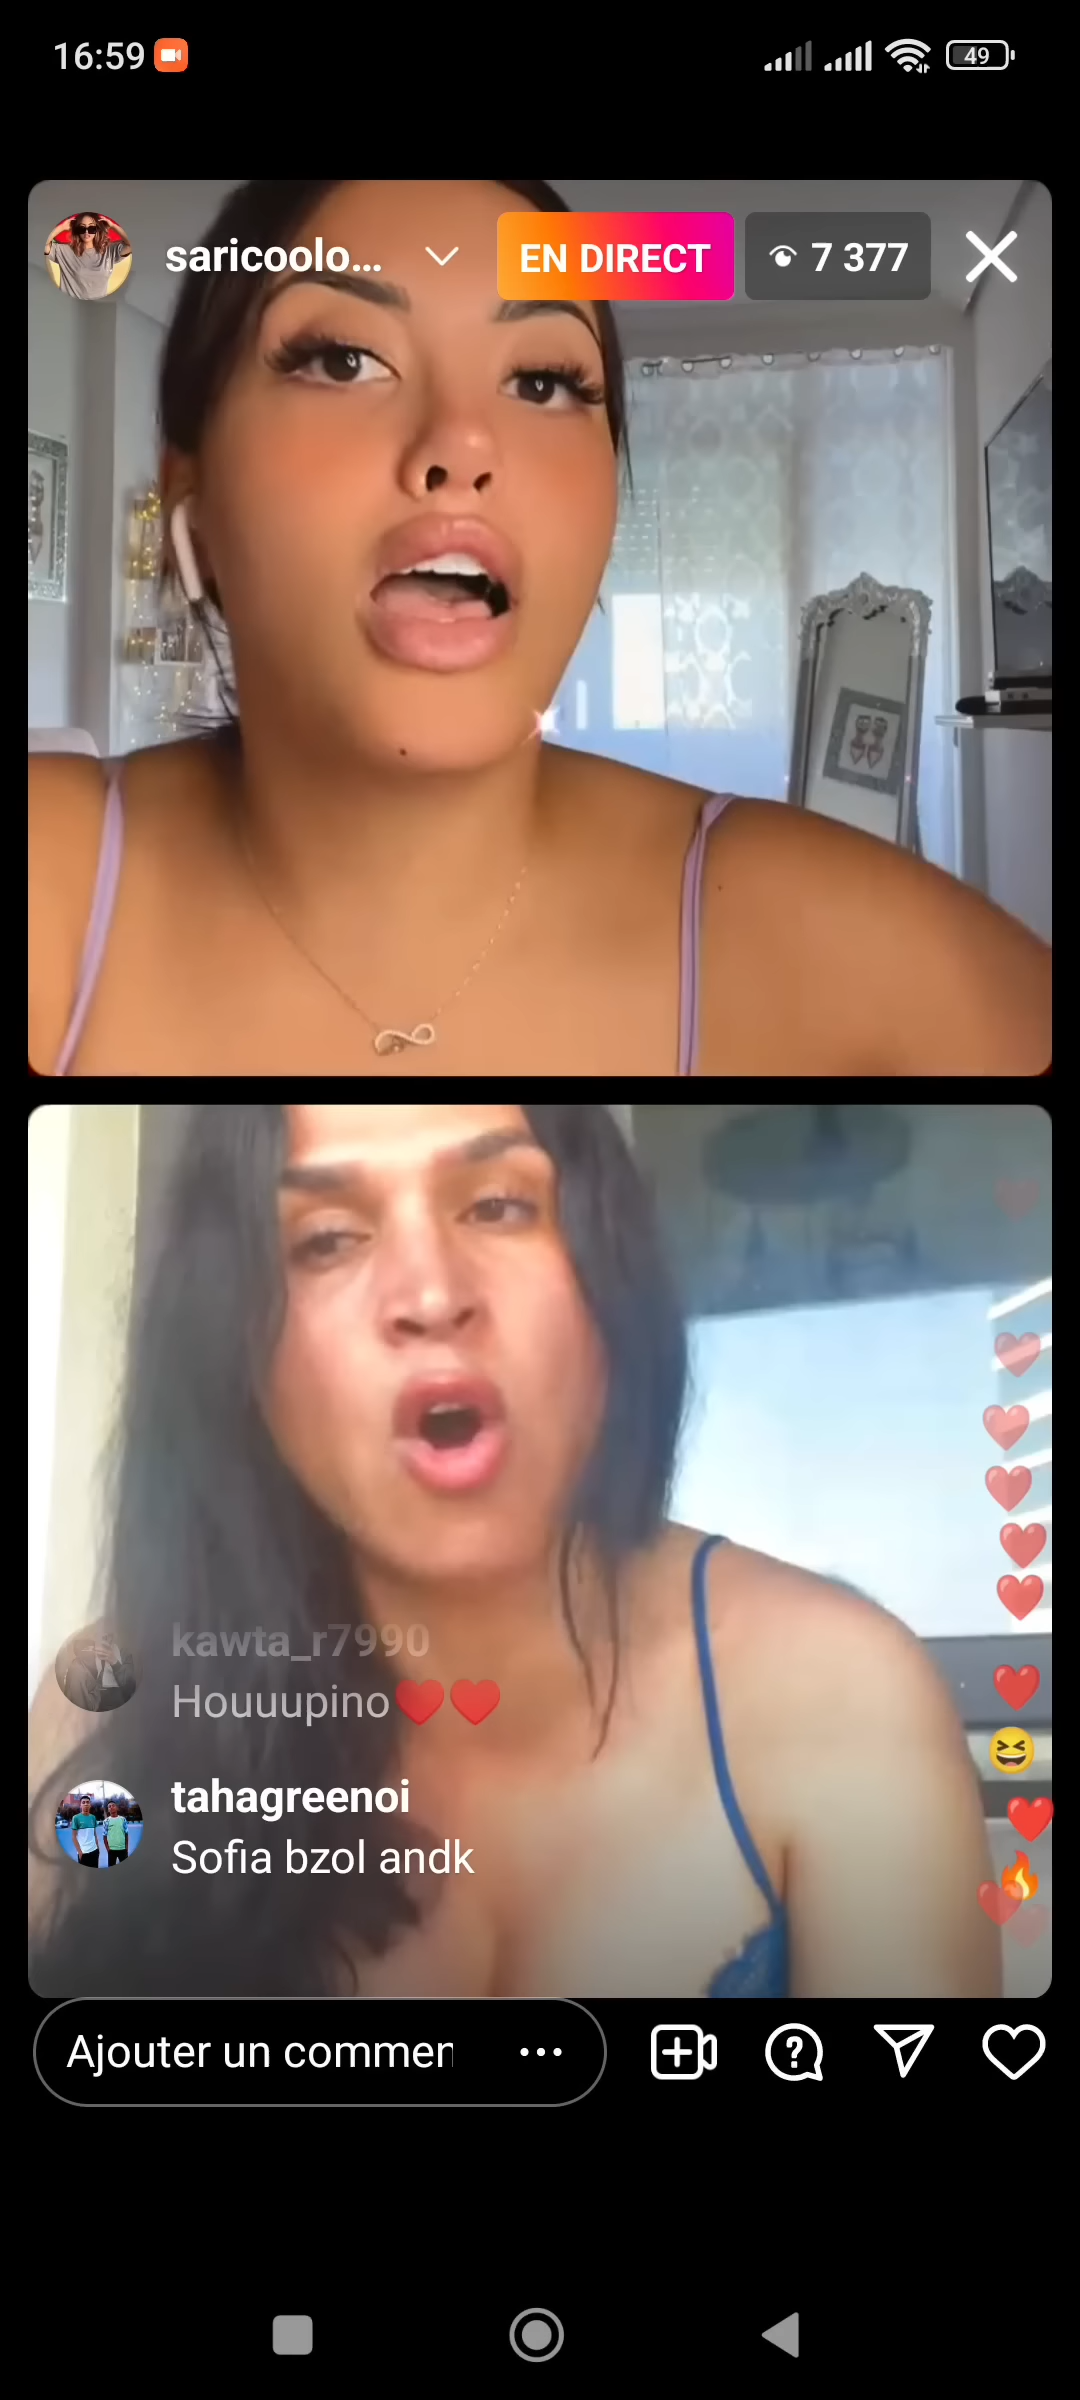 16:59
49
saricoolo...
EN DIRECT
7 377
kawta_r7990
Houuupino❤️❤️
tahagreenoi
Sofia bzol andk
Ajouter un commen